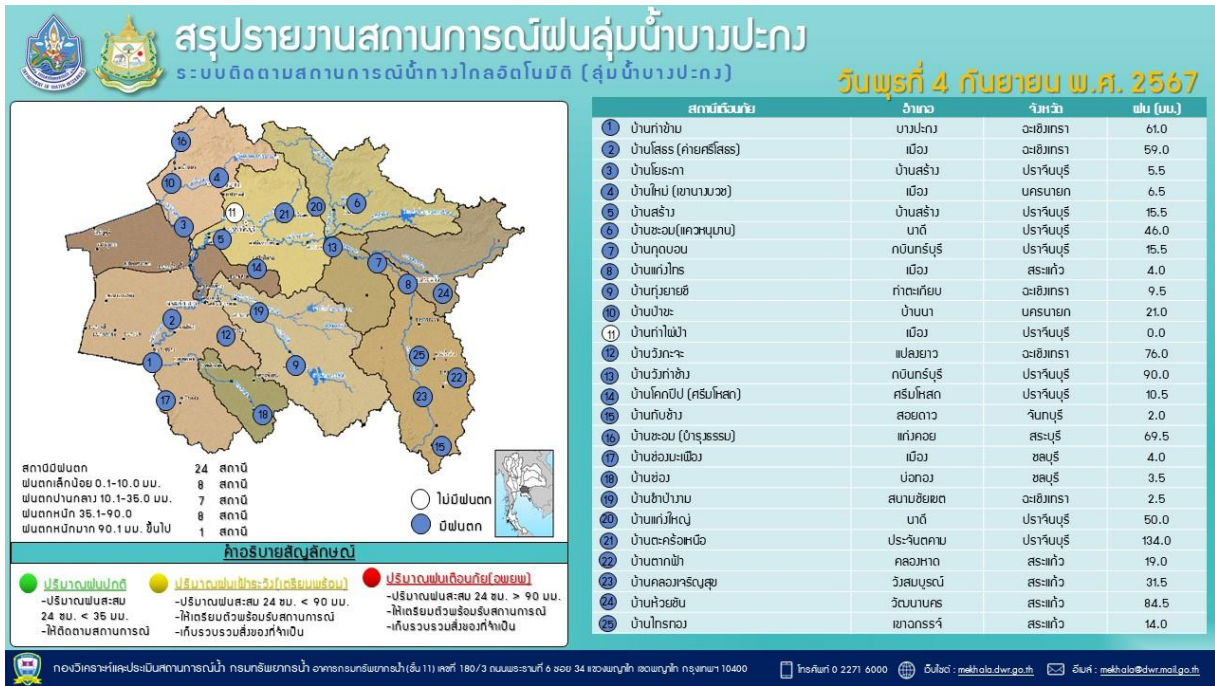 สรุปรายงานสถานการณ์ฝนลุ่มน้ำบางปะกง
ระบบติดตามสถานการณ์น้ำทางไกลอัตโนมัติ (ลุ่มน้ำบางปะกง)
วันพุธที่ 4 กันยายน พ.ศ. 2567
สถานีเตือนภัย อำเภอ จังหวัด ฝน (มม.)
1 บ้านท่าข้าม บางปะกง ฉะเชิงเทรา 61.0
2 บ้านโสธร (ค่ายศรีโสธร) เมือง ฉะเชิงเทรา 59.0
3 บ้านโยธะกา บ้านสร้าง ปราจีนบุรี 5.5
4 บ้านใหม่ (เขานางบวช) เมือง นครนายก 6.5
5 บ้านสร้าง บ้านสร้าง ปราจีนบุรี 15.5
6 บ้านชะอม(แควหนุมาน) นาดี ปราจีนบุรี 46.0
7 บ้านกุดบอน กบินทร์บุรี ปราจีนบุรี 15.5
8 บ้านแก่งไทร เมือง สระแก้ว 4.0
9 บ้านทุ่งยายชี ท่าตะเกียบ ฉะเชิงเทรา 9.5
10 บ้านป่าขะ บ้านนา นครนายก 21.0
11 บ้านท่าไผ่ป่า เมือง ปราจีนบุรี 0.0
12 บ้านวังกะจะ แปลงยาว ฉะเชิงเทรา 76.0
13 บ้านวังท่าช้าง กบินทร์บุรี ปราจีนบุรี 90.0
14 บ้านโคกปีป (ศรีมโหสถ) ศรีมโหสถ ปราจีนบุรี 10.5
15 บ้านทับช้าง สอยดาว จันทบุรี 2.0
16 บ้านชะอม (บำรุงธรรม) แก่งคอย สระบุรี 69.5
17 บ้านช่องมะเฟือง เมือง ชลบุรี 4.0
18 บ้านช่อง บ่อทอง ชลบุรี 3.5
19 บ้านชำป่างาม สนามชัยเขต ฉะเชิงเทรา 2.5
20 บ้านแก่งใหญ่ นาดี ปราจีนบุรี 50.0
21 บ้านตะคร้อเหนือ ประจันตคาม ปราจีนบุรี 134.0
22 บ้านตากฟ้า คลองหาด สระแก้ว 19.0
23 บ้านคลองเจริญสุข วังสมบูรณ์ สระแก้ว 31.5
24 บ้านห้วยชัน วัฒนานคร สระแก้ว 84.5
25 บ้านไทรทอง เขาฉกรรจ์ สระแก้ว 14.0
16
10
4
11
21
20
6
3
5
13
14
7
8
24
2
19
12
1
9
25
22
17
18
23
15
สถานีมีฝนตก 24 สถานี
ฝนตกเล็กน้อย 0.1-10.0 มม. 8 สถานี
ฝนตกปานกลาง 10.1-35.0 มม. 7 สถานี
ฝนตกหนัก 35.1-90.0 8 สถานี
ฝนตกหนักมาก 90.1 มม. ขึ้นไป 1 สถานี
ไม่มีฝนตก
มีฝนตก
คำอธิบายสัญลักษณ์
ปริมาณฝนปกติ
-ปริมาณฝนสะสม
24 ชม. < 35 มม.
-ให้ติดตามสถานการณ์
ปริมาณฝนเฝ้าระวัง(เตรียมพร้อม)
-ปริมาณฝนสะสม 24 ชม. < 90 มม.
-ให้เตรียมตัวพร้อมรับสถานการณ์
-เก็บรวบรวมสิ่งของที่จำเป็น
ปริมาณฝนเตือนภัย(อพยพ)
-ปริมาณฝนสะสม 24 ชม. > 90 มม.
-ให้เตรียมตัวพร้อมรับสถานการณ์
-เก็บรวบรวมสิ่งของที่จำเป็น
กองวิเคราะห์และประเมินสถานการณ์น้ำ กรมทรัพยากรน้ำ อาคารกรมทรัพยากรน้ำ(ชั้น 11) เลขที่ 180/3 ถนนพระรามที่ 6 ซอย 34 แขวงพญาไท เขตพญาไท กรุงเทพฯ 10400 โทรศัพท์ 0 2271 6000 เว็บไซต์ : mekhala.dwr.go.th อีเมล์ : mekhala@dwr.mail.go.th